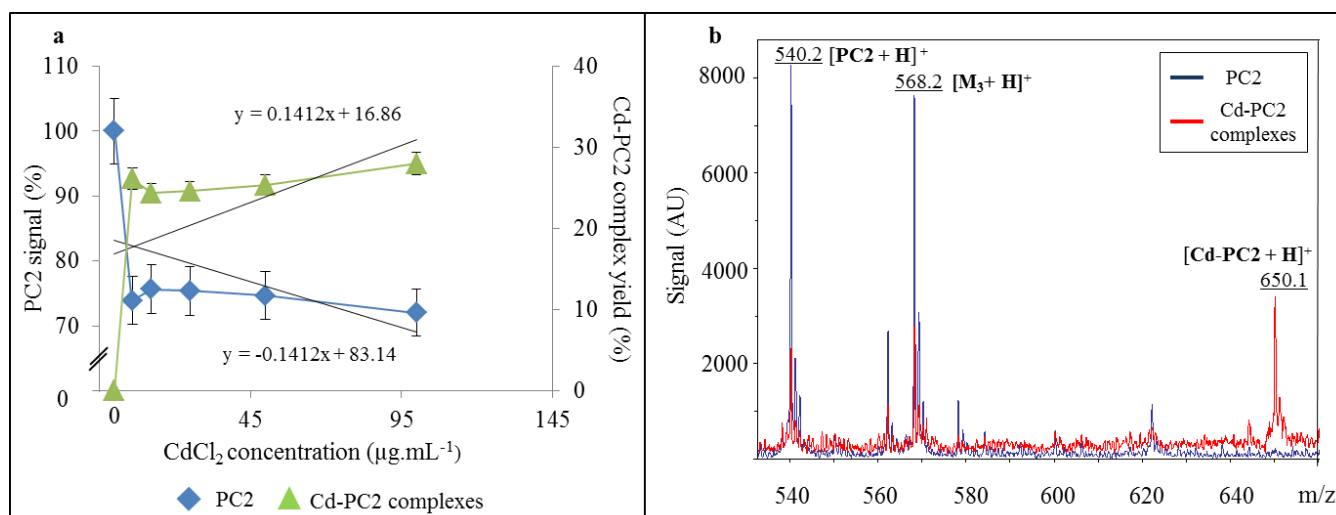 a
110
100
90
80
70
0
PC2 signal (%)
40
30
20
10
0
Cd-PC2 complex yield (%)
y = 0.1412x + 16.86
y = -0.1412x + 83.14
0 45 95 145
CdCl2 concentration (µg.mL-1)
PC2 Cd-PC2 complexes
b
540.2 [PC2 + H]+
568.2 [M3+ H]+
[Cd-PC2 + H]+
650.1
PC2
Cd-PC2
complexes
8000
6000
4000
2000
Signal (AU)
540 560 580 600 620 640 m/z